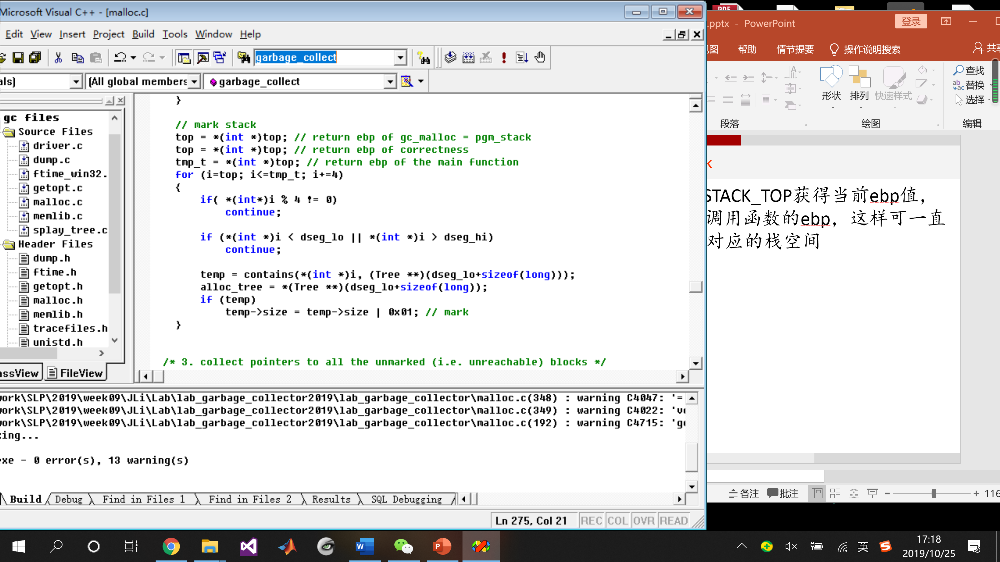 Microsoft Visual C++ - [malloc.c]
Edit View Insert Project Build Tools Window Help
garbage_collect
(All global members
garbage_collect
gc files
Source Files
driver.c
dump.c
ftime_win32.
getopt.c
malloc.c
memlib.c
splay_tree.c
Header Files
dump.h
ftime.h
getopt.h
malloc.h
memlib.h
tracefiles.h
unistd.h
FileView
}
// mark stack
top = *(int *)top; // return ebp of gc_malloc = pgm_stack
top = *(int *)top; // return ebp of correctness
tmp_t = *(int *)top; // return ebp of the main function
for (i=top; i<=tmp_t; i+=4)
{
if( *(int*)i % 4 != 0)
continue;
if (*(int *)i < dseg_lo || *(int *)i > dseg_hi)
continue;
temp = contains(*(int *)i, (Tree **)(dseg_lo+sizeof(long)));
alloc_tree = *(Tree **)(dseg_lo+sizeof(long));
if (temp)
temp->size = temp->size | 0x01; // mark
}
/* 3. collect pointers to all the unmarked (i.e. unreachable) blocks */
work\SLP\2019\week09\JLi\Lab\lab_garbage_collector2019\lab_garbage_collector\malloc.c(348) : warning C4047: '=
work\SLP\2019\week09\JLi\Lab\lab_garbage_collector2019\lab_garbage_collector\malloc.c(349) : warning C4022: 'v
work\SLP\2019\week09\JLi\Lab\lab_garbage_collector2019\lab_garbage_collector\malloc.c(192) : warning C4715: 'g
king...
exe - 0 error(s), 13 warning(s)
Build Debug Find in Files 1 Find in Files 2 Results SQL Debugging
Ln 275, Col 21 REC COL OVR READ
PDF
.pptx - PowerPoint 登录
图 帮助 情节提要 操作说明搜索 共享
形状 排列 快速样式
查找
替换
选择
段落 绘图 编辑
STACK_TOP获得当前ebp值,
调用函数的ebp, 这样可一直
对应的栈空间
备注 批注 116
英 17:18
2019/10/25